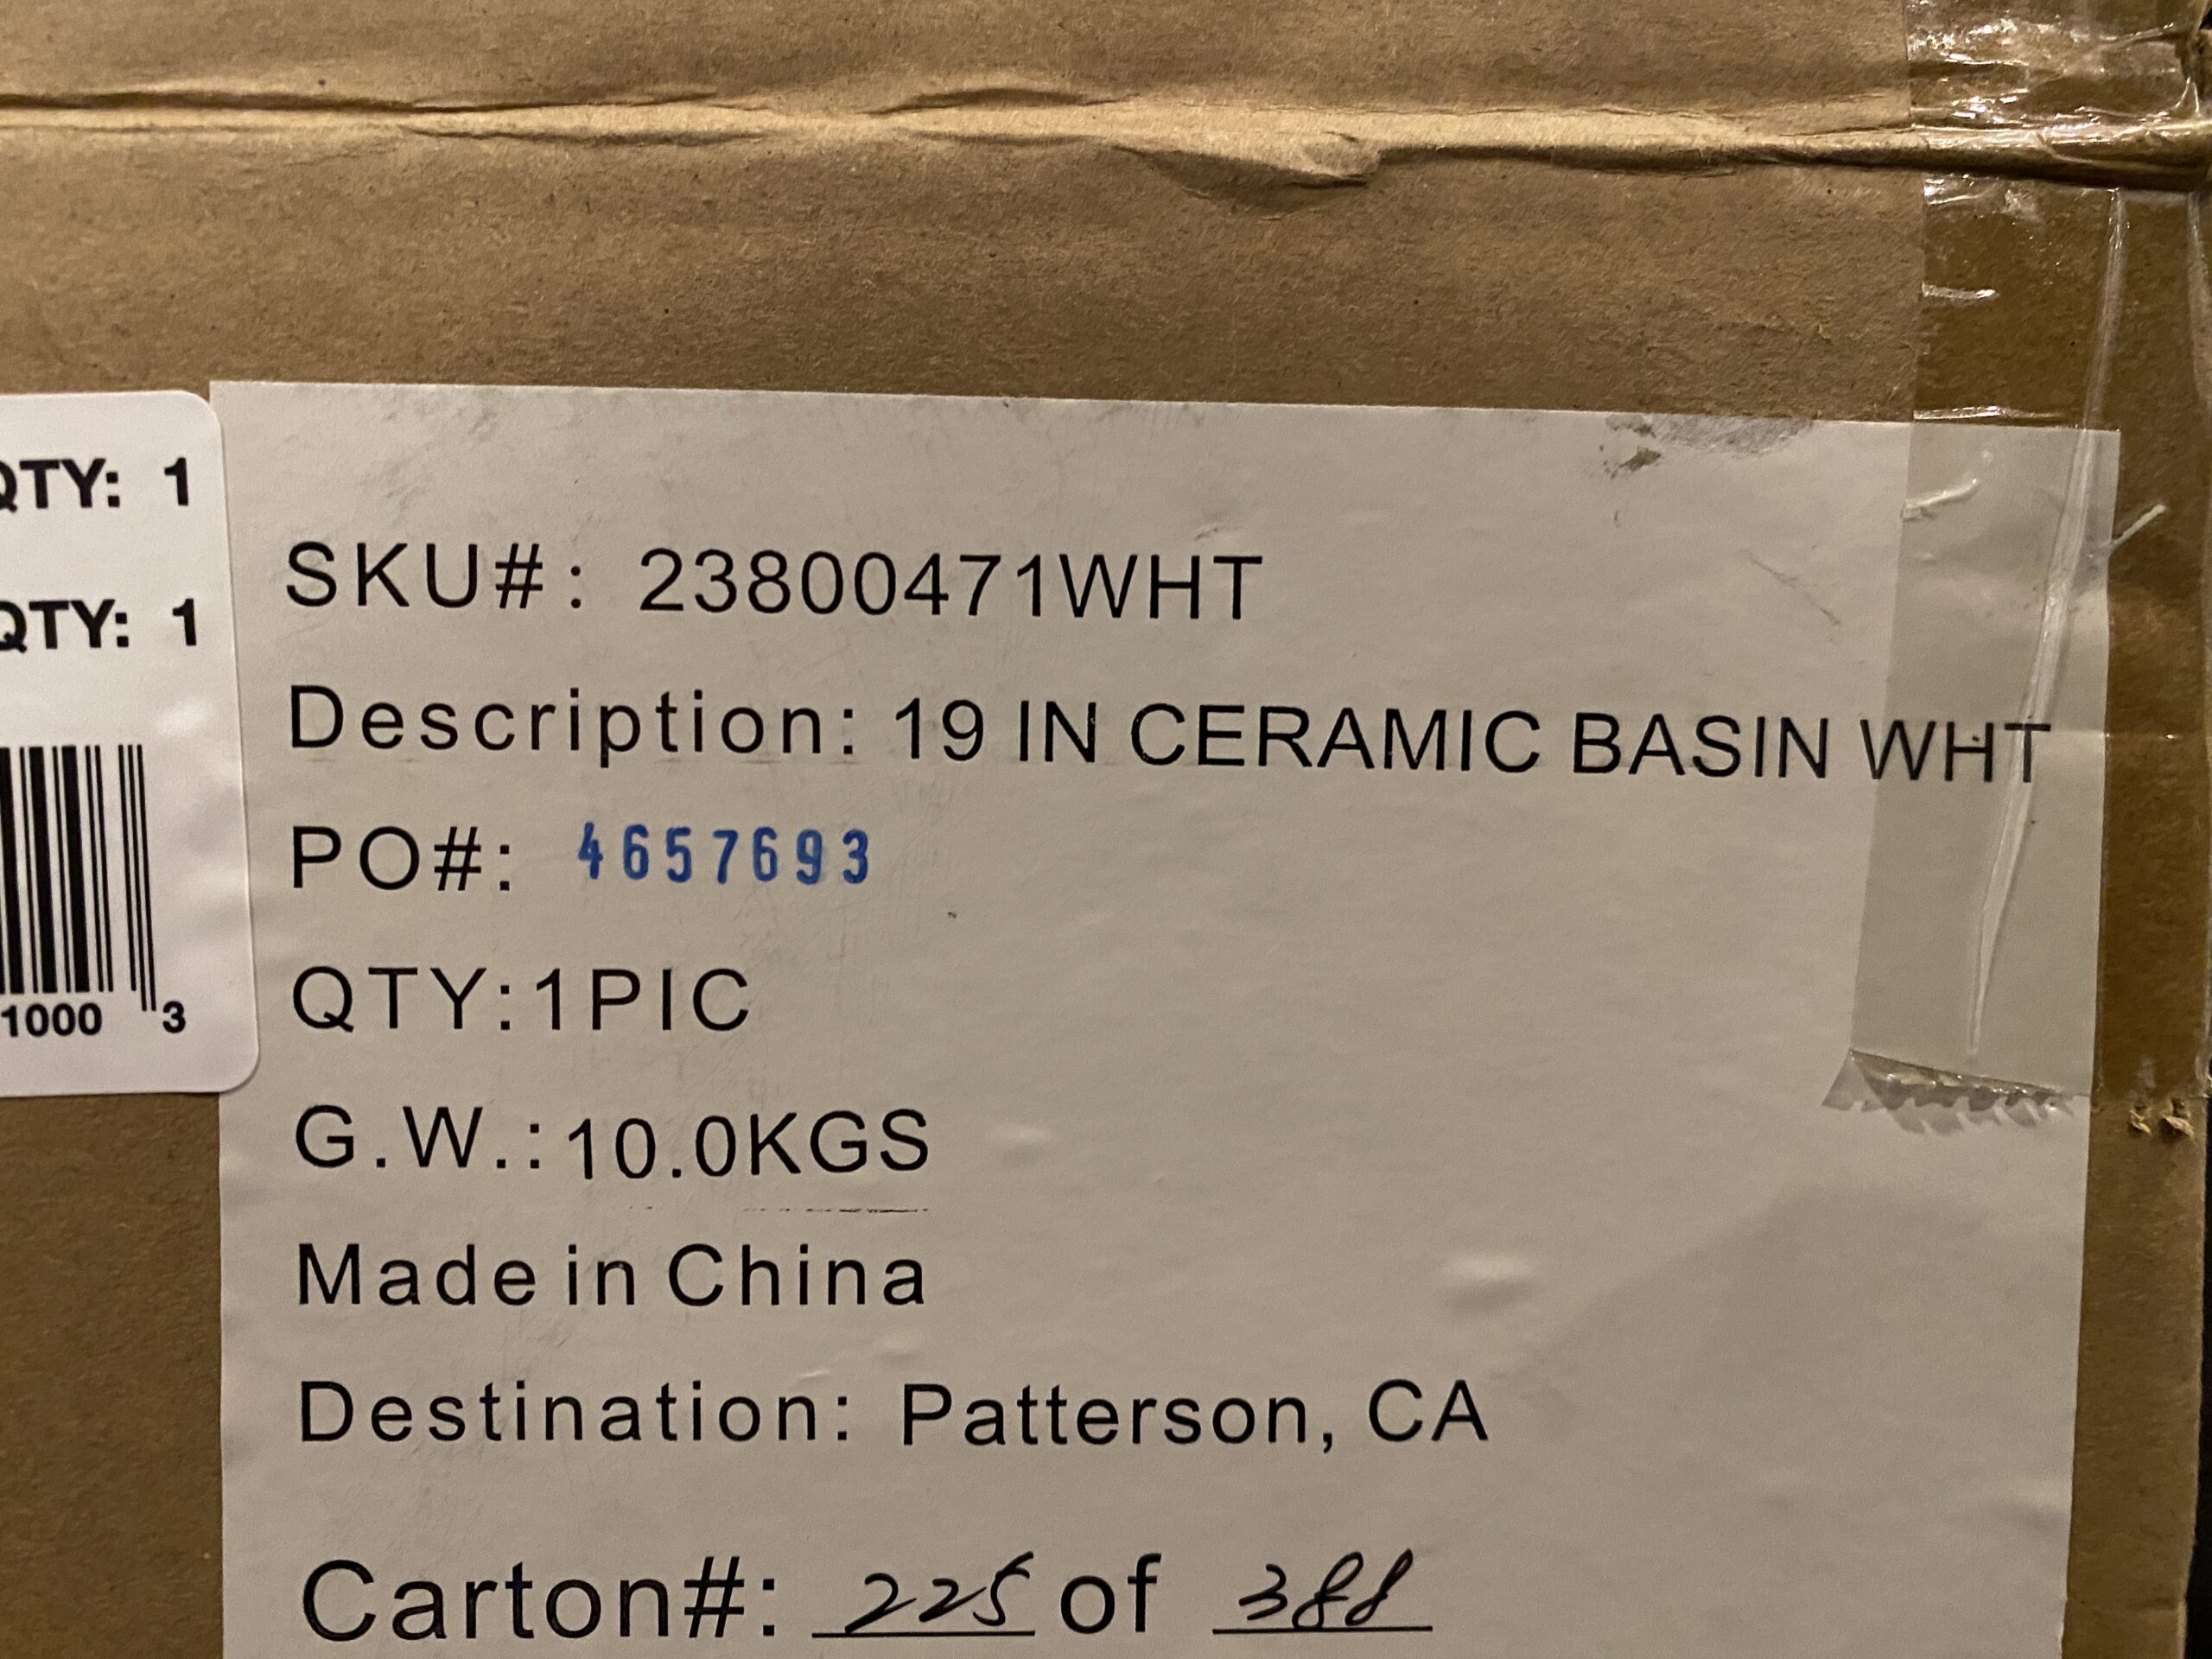 QTY: 1
QTY: 1
1000 3
SKU#: 23800471WHT
Description: 19 IN CERAMIC BASIN WHT
PO#: 4657693
QTY:1PIC
G.W.:10.0KGS
Made in China
Destination: Patterson, CA
Carton#: 225 of 388